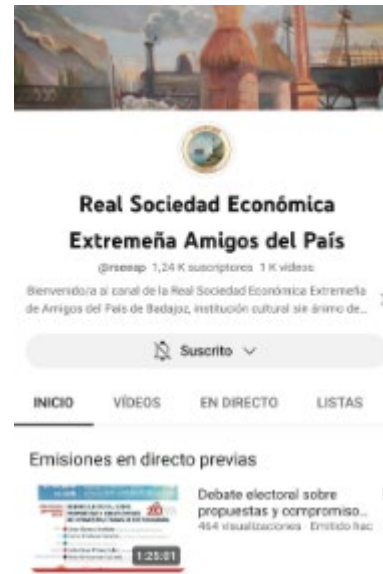 Real Sociedad Económica
Extremeña Amigos del País
@rseeap 1,24 K suscriptores 1 K vídeos
Bienvenido/a al canal de la Real Sociedad Económica Extremeña
de Amigos del País de Badajoz, institución cultural sin ánimo de...
Suscrito
INICIO VÍDEOS EN DIRECTO LISTAS
Emisiones en directo previas
Debate electoral sobre
propuestas y compromiso...
464 visualizaciones Emitido hac
1:25:01